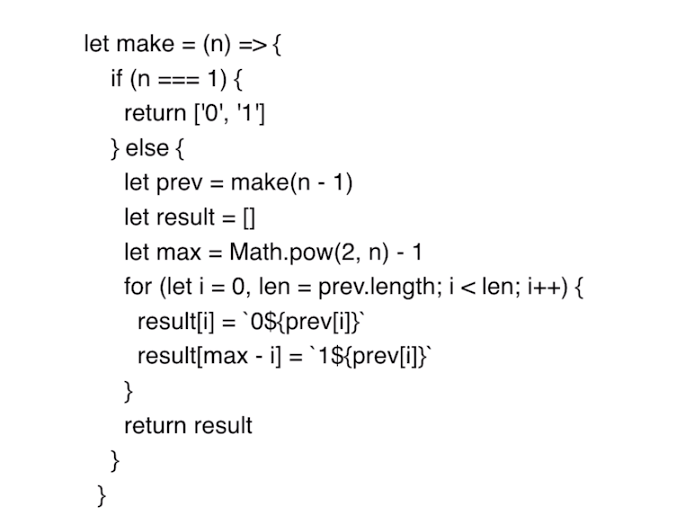 let make = (n) => {
if (n === 1) {
return ['0', '1']
} else {
let prev = make(n - 1)
let result = []
let max = Math.pow(2, n) - 1
for (let i = 0, len = prev.length; i < len; i++) {
result[i] = `0${prev[i]}`
result[max - i] = `1${prev[i]}`
}
return result
}
}